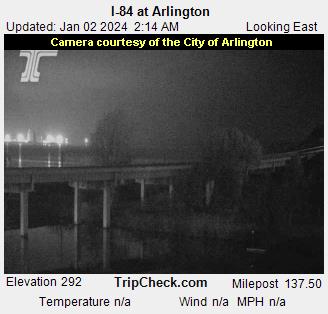 I-84 at Arlington
Updated: Jan 02 2024 2:14 AM Looking East
Camera courtesy of the City of Arlington
Elevation 292 TripCheck.com Milepost 137.50
Temperature n/a Wind n/a MPH n/a